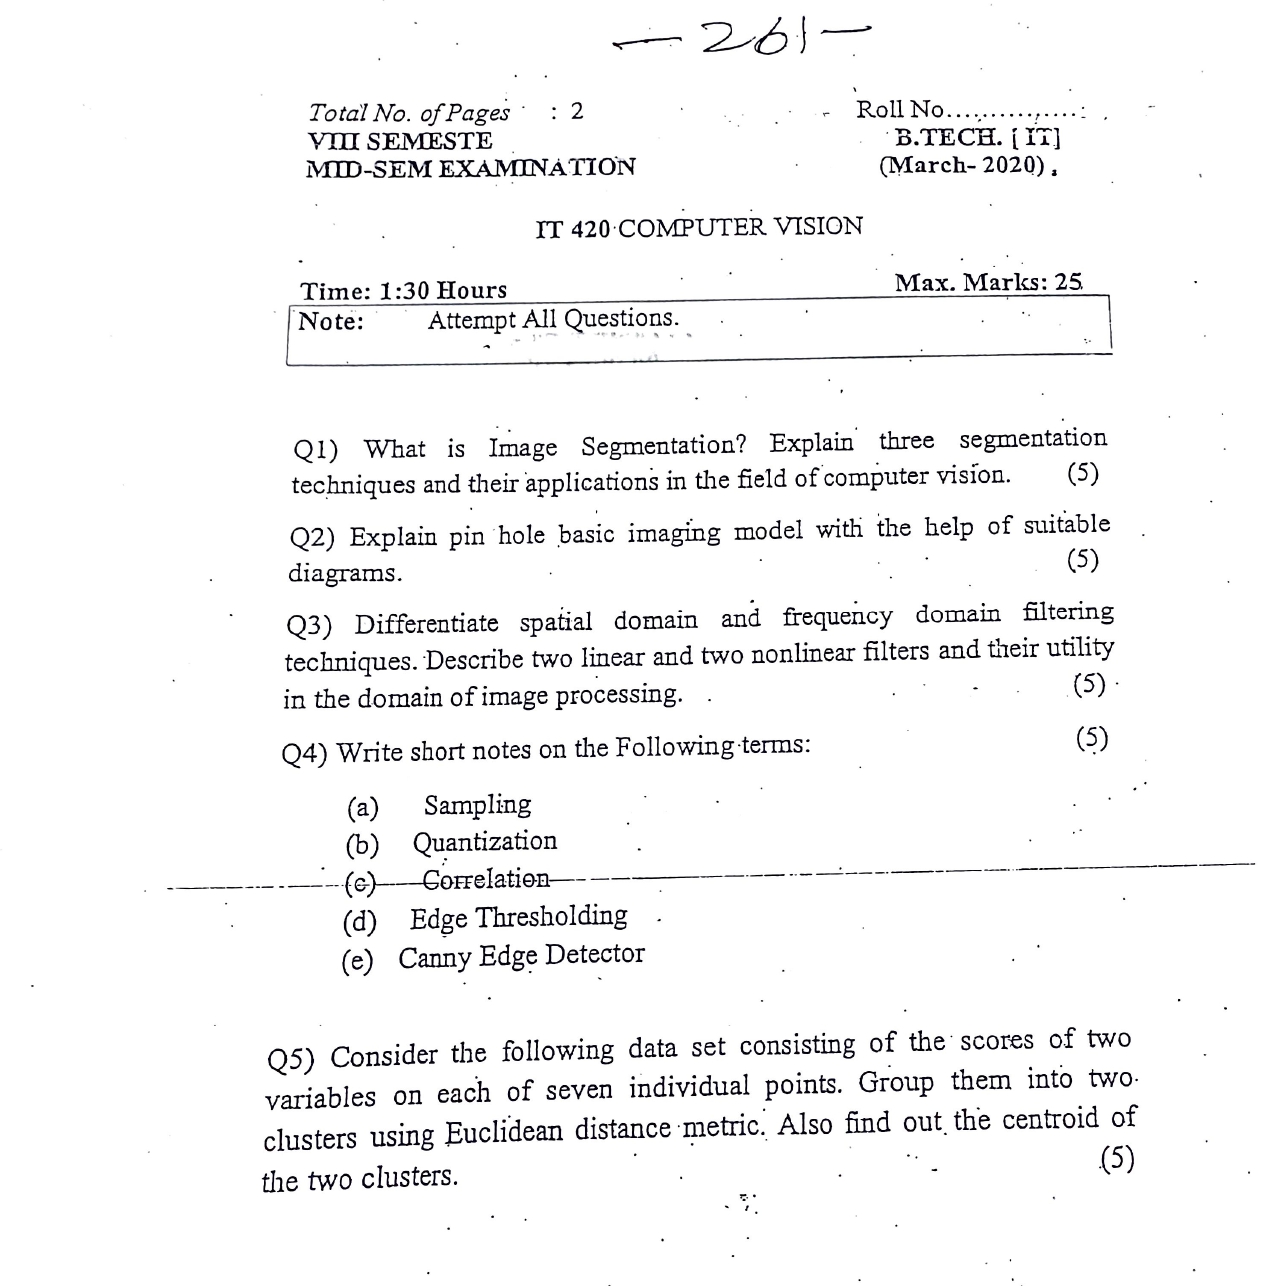 — 261 —
Total No. of Pages : 2 Roll No..............
VIII SEMESTE B.TECH. [ IT]
MID-SEM EXAMINATION (March- 2020)
IT 420 COMPUTER VISION
Time: 1:30 Hours Max. Marks: 25
Note: Attempt All Questions.
Q1) What is Image Segmentation? Explain three segmentation
techniques and their applications in the field of computer vision. (5)
Q2) Explain pin hole basic imaging model with the help of suitable
diagrams. (5)
Q3) Differentiate spatial domain and frequency domain filtering
techniques. Describe two linear and two nonlinear filters and their utility
in the domain of image processing. (5)
Q4) Write short notes on the Following terms: (5)
(a) Sampling
(b) Quantization
(c) Correlation
(d) Edge Thresholding
(e) Canny Edge Detector
Q5) Consider the following data set consisting of the scores of two
variables on each of seven individual points. Group them into two
clusters using Euclidean distance metric. Also find out the centroid of
the two clusters. (5)